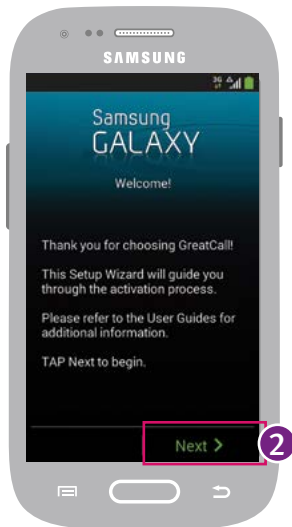 SAMSUNG
3G
Samsung
GALAXY
Welcome!
Thank you for choosing GreatCall!
This Setup Wizard will guide you
through the activation process.
Please refer to the User Guides for
additional information.
TAP Next to begin.
Next
2